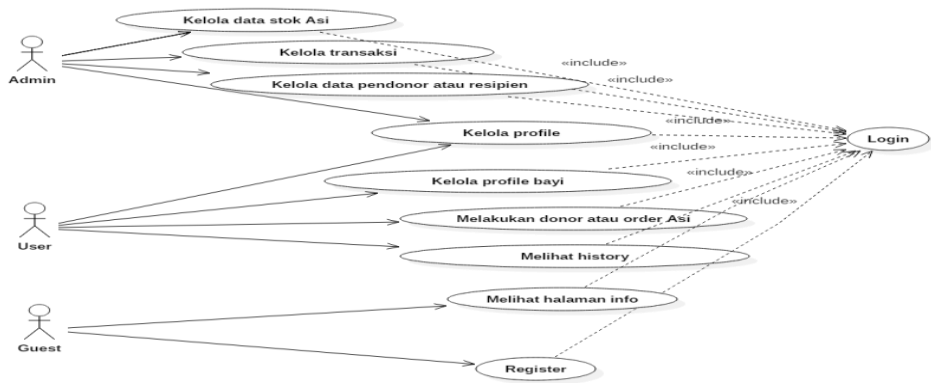 Kelola data stok Asi
Kelola transaksi
«include»
Admin
Kelola data pendonor atau resipien
«include»
«include»
Kelola profile
Login
«include»
«include»
Kelola profile bayi
«include»
Melakukan donor atau order Asi
User
Melihat history
Melihat halaman info
Guest
Register